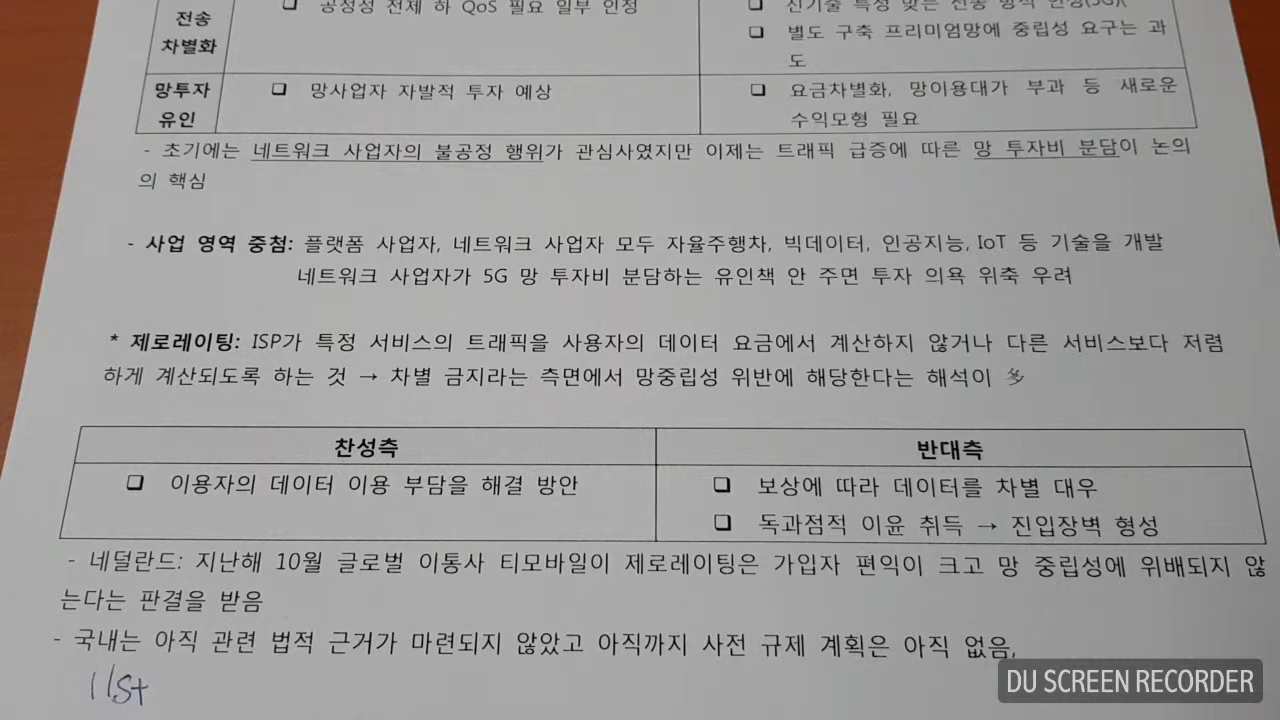 전송
차별화
❑ 공정성 전제 하 QoS 필요 일부 인정
❑ 신기술 특성 맞는 전송 방식 인정(5G)
❑ 별도 구축 프리미엄망에 중립성 요구는 과
도
망투자
유인
❑ 망사업자 자발적 투자 예상
❑ 요금차별화, 망이용대가 부과 등 새로운
수익모형 필요
- 초기에는 네트워크 사업자의 불공정 행위가 관심사였지만 이제는 트래픽 급증에 따른 망 투자비 분담이 논의
의 핵심
- 사업 영역 중첩: 플랫폼 사업자, 네트워크 사업자 모두 자율주행차, 빅데이터, 인공지능, IoT 등 기술을 개발
네트워크 사업자가 5G 망 투자비 분담하는 유인책 안 주면 투자 의욕 위축 우려
* 제로레이팅: ISP가 특정 서비스의 트래픽을 사용자의 데이터 요금에서 계산하지 않거나 다른 서비스보다 저렴
하게 계산되도록 하는 것 → 차별 금지라는 측면에서 망중립성 위반에 해당한다는 해석이 多
찬성측
반대측
❑ 이용자의 데이터 이용 부담을 해결 방안
❑ 보상에 따라 데이터를 차별 대우
❑ 독과점적 이윤 취득 → 진입장벽 형성
- 네덜란드: 지난해 10월 글로벌 이통사 티모바일이 제로레이팅은 가입자 편익이 크고 망 중립성에 위배되지 않
는다는 판결을 받음
- 국내는 아직 관련 법적 근거가 마련되지 않았고 아직까지 사전 규제 계획은 아직 없음,
DU SCREEN RECORDER